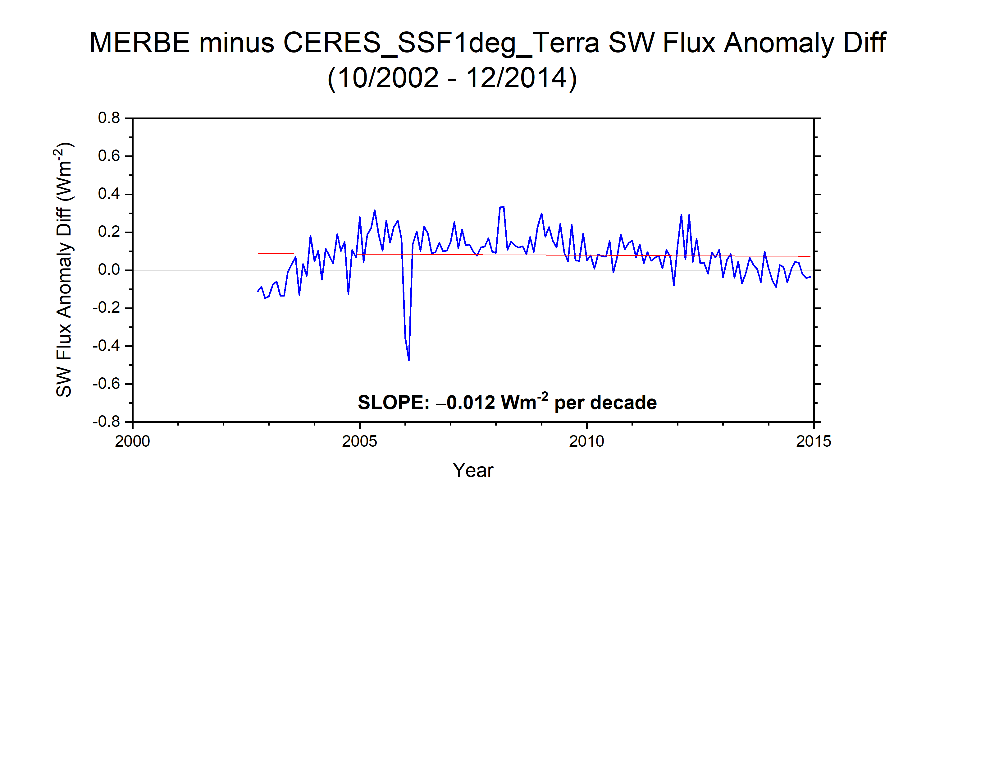 MERBE minus CERES_SSF1deg_Terra SW Flux Anomaly Diff
(10/2002 - 12/2014)
SW Flux Anomaly Diff (Wm-2)
0.8
0.6
0.4
0.2
0.0
-0.2
-0.4
-0.6
-0.8
SLOPE: –0.012 Wm-2 per decade
2000
2005
2010
2015
Year